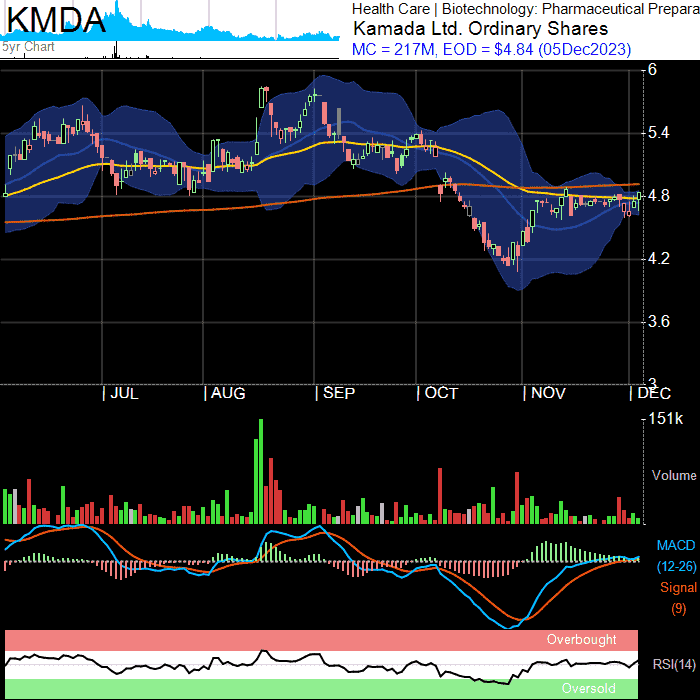 KMDA
5yr Chart
Health Care | Biotechnology: Pharmaceutical Prepara
Kamada Ltd. Ordinary Shares
MC = 217M, EOD = $4.84 (05Dec2023)
6
5.4
4.8
4.2
3.6
3
JUL
AUG
SEP
OCT
NOV
DEC
151k
Volume
MACD
(12-26)
Signal
(9)
Overbought
RSI(14)
Oversold